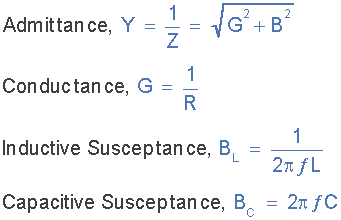 Admittance, Y = 1/Z = √(G² + B²)
Conductance, G = 1/R
Inductive Susceptance, B_L = 1/(2πƒL)
Capacitive Susceptance, B_C = 2πƒC